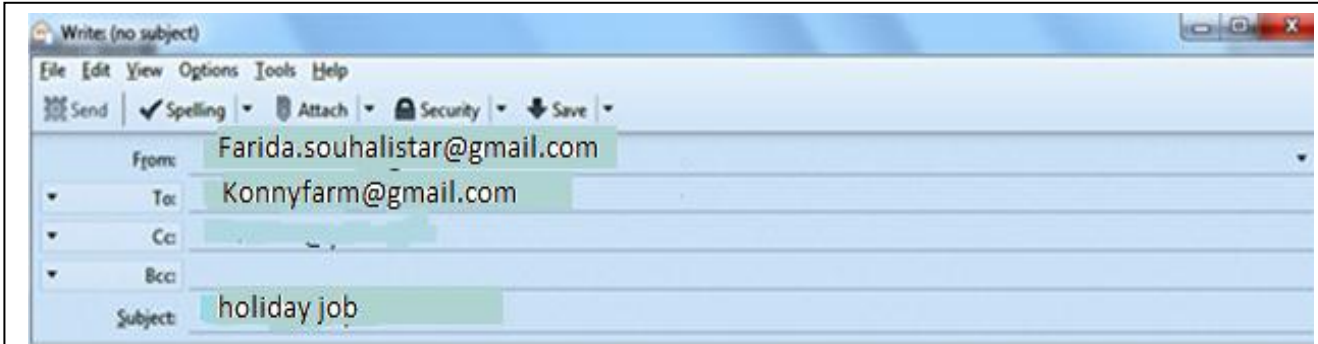 Write: (no subject)
File Edit View Options Tools Help
Send Spelling Attach Security Save
From: Farida.souhalistar@gmail.com
To: Konnyfarm@gmail.com
Cc:
Bcc:
Subject: holiday job